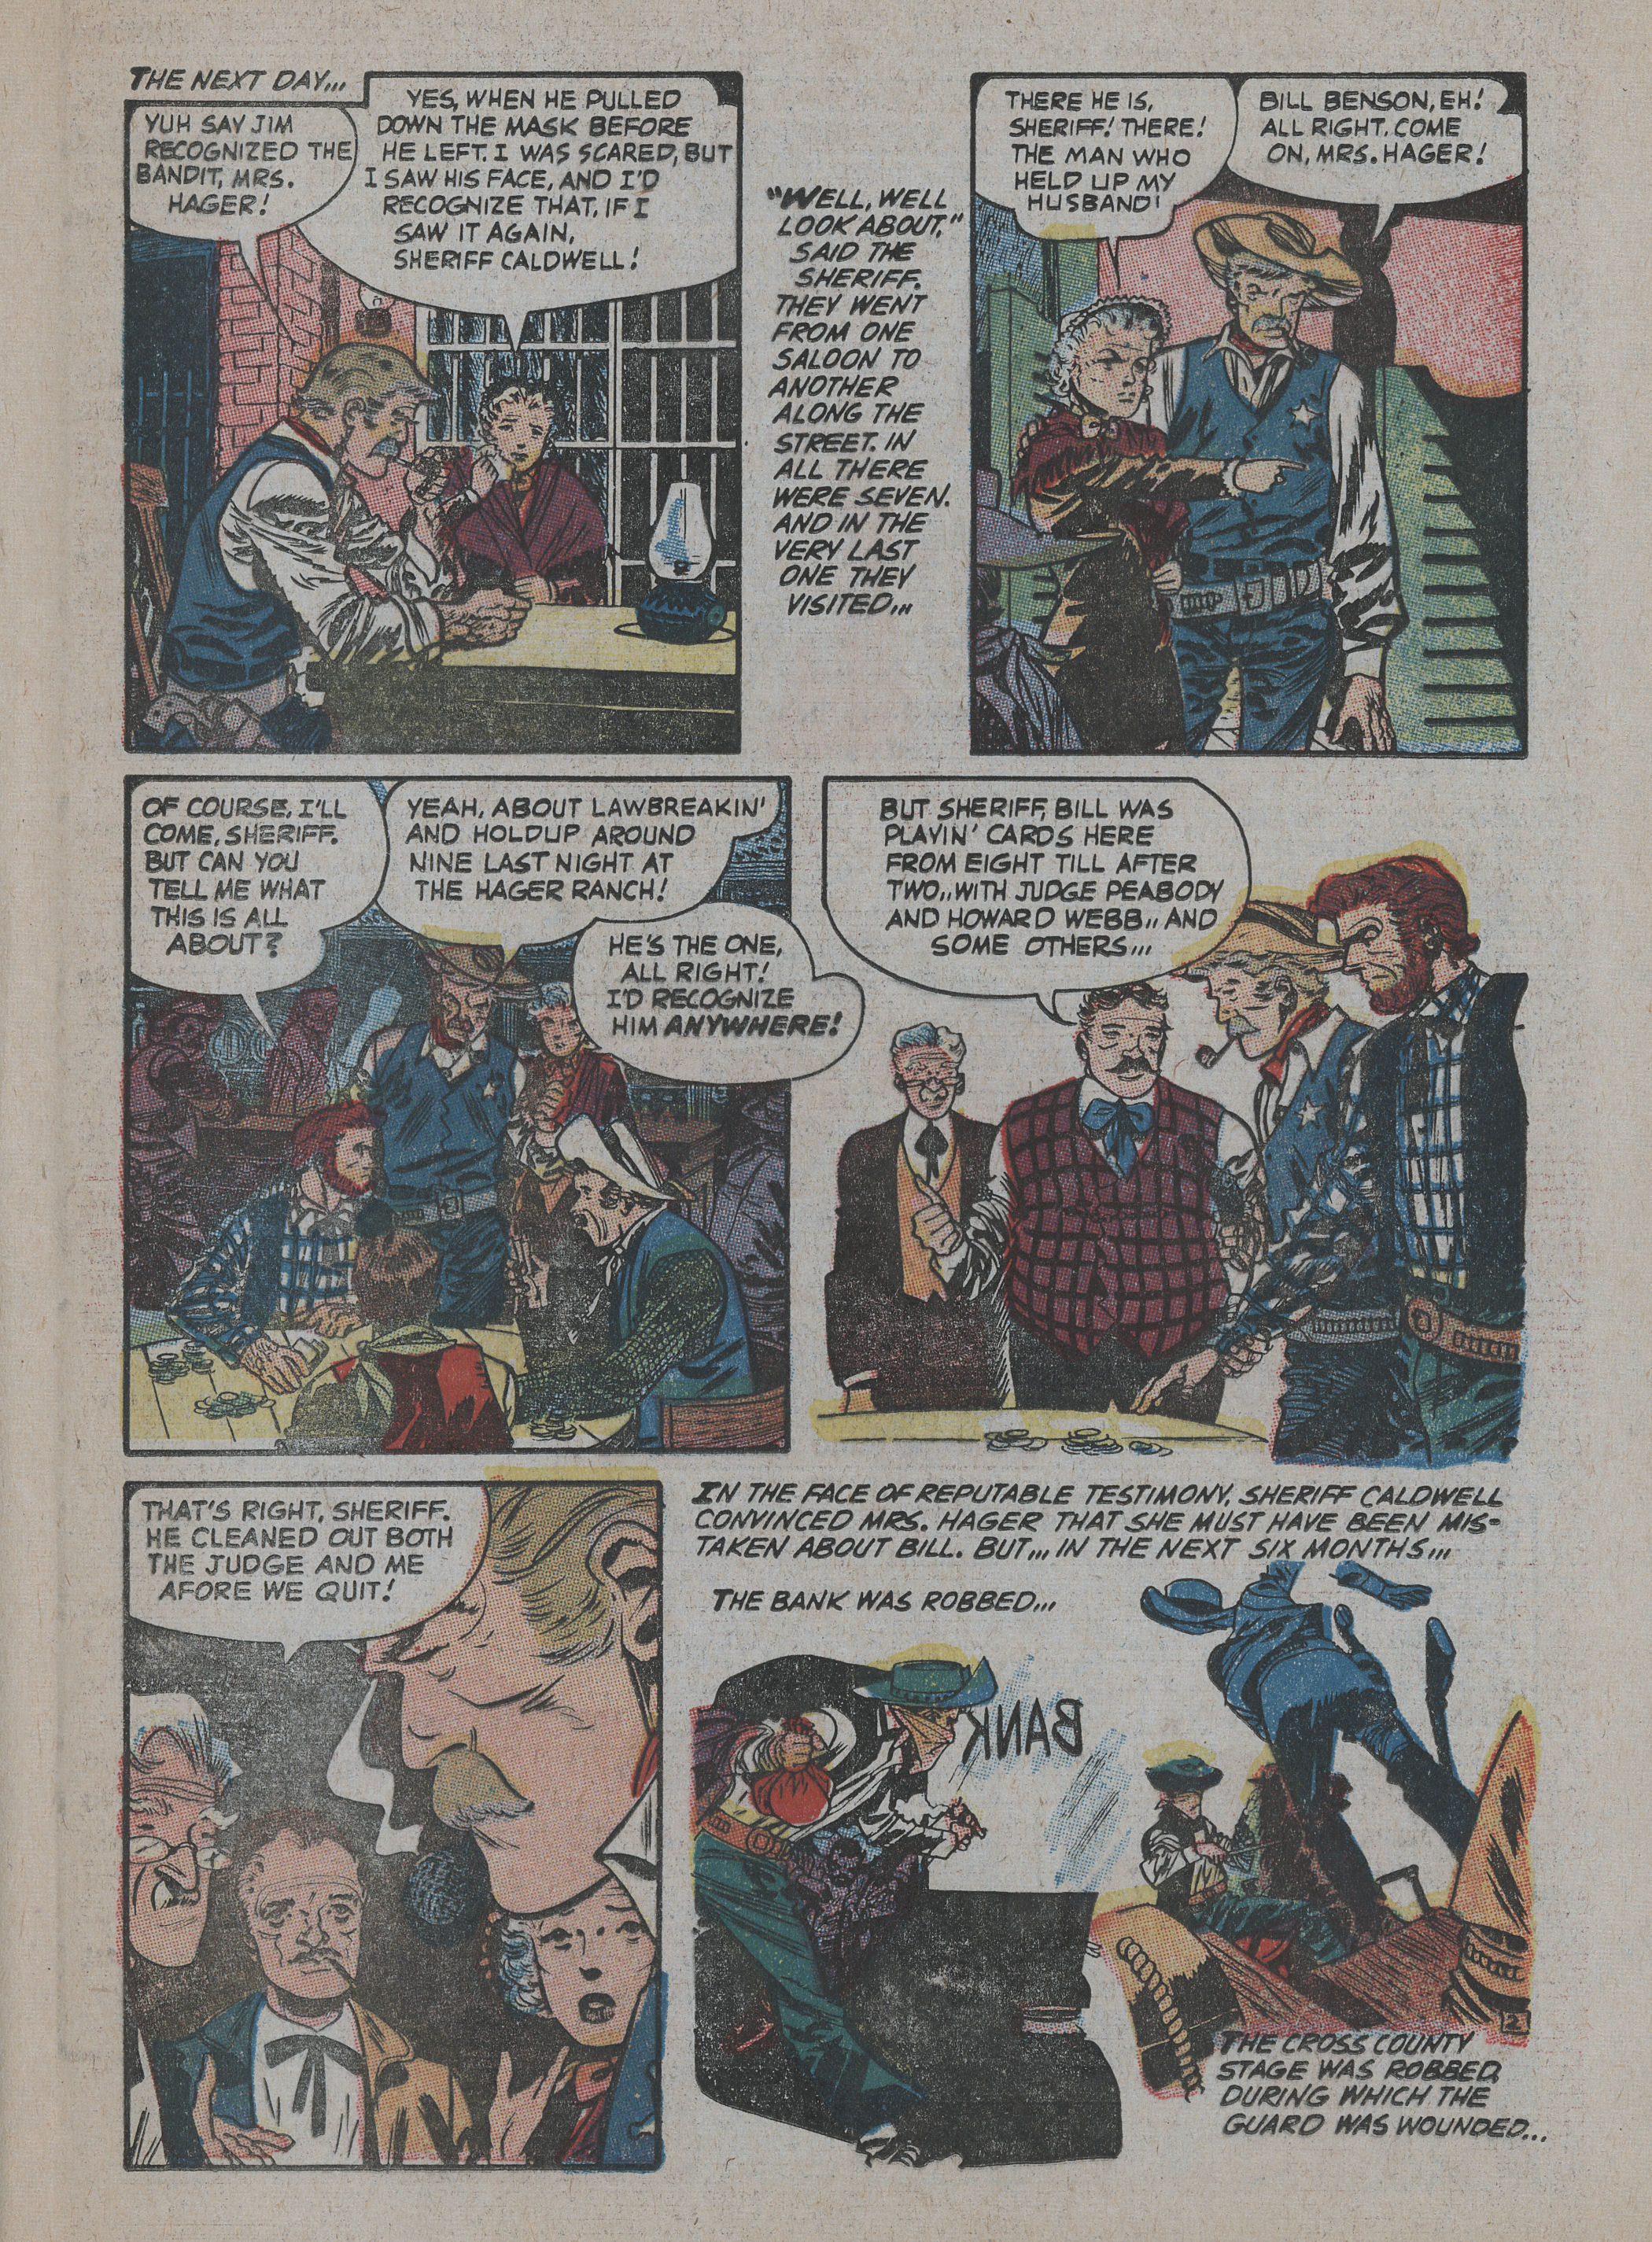 THE NEXT DAY...
YUH SAY JIM
RECOGNIZED THE
BANDIT, MRS.
HAGER!
YES, WHEN HE PULLED
DOWN THE MASK BEFORE
HE LEFT. I WAS SCARED, BUT
I SAW HIS FACE, AND I'D
RECOGNIZE THAT, IF I
SAW IT AGAIN,
SHERIFF CALDWELL!
"WELL, WELL
LOOK ABOUT,"
SAID THE
SHERIFF.
THEY WENT
FROM ONE
SALOON TO
ANOTHER
ALONG THE
STREET. IN
ALL THERE
WERE SEVEN.
AND IN THE
VERY LAST
ONE THEY
VISITED...
THERE HE IS,
SHERIFF! THERE!
THE MAN WHO
HELD UP MY
HUSBAND!
BILL BENSON, EH!
ALL RIGHT. COME
ON, MRS. HAGER!
OF COURSE, I'LL
COME, SHERIFF.
BUT CAN YOU
TELL ME WHAT
THIS IS ALL
ABOUT?
YEAH, ABOUT LAWBREAKIN'
AND HOLDUP AROUND
NINE LAST NIGHT AT
THE HAGER RANCH!
HE'S THE ONE,
ALL RIGHT!
I'D RECOGNIZE
HIM ANYWHERE!
BUT SHERIFF, BILL WAS
PLAYIN' CARDS HERE
FROM EIGHT TILL AFTER
TWO.. WITH JUDGE PEABODY
AND HOWARD WEBB.. AND
SOME OTHERS...
THAT'S RIGHT, SHERIFF.
HE CLEANED OUT BOTH
THE JUDGE AND ME
AFORE WE QUIT!
IN THE FACE OF REPUTABLE TESTIMONY, SHERIFF CALDWELL
CONVINCED MRS. HAGER THAT SHE MUST HAVE BEEN MIS-
TAKEN ABOUT BILL. BUT... IN THE NEXT SIX MONTHS...
THE BANK WAS ROBBED...
BANK
2
THE CROSS COUNTY
STAGE WAS ROBBED,
DURING WHICH THE
GUARD WAS WOUNDED...